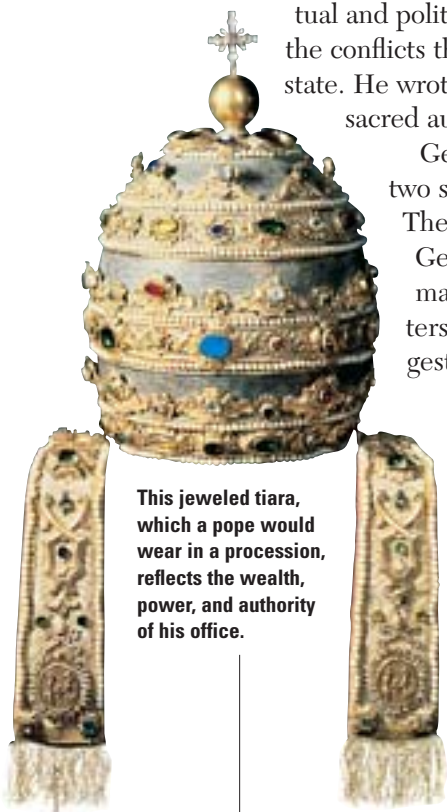 tual and polit
the conflicts th
state. He wrot
sacred au
Ge
two s
The
Ge
ma
ters
gest
This jeweled tiara,
which a pope would
wear in a procession,
reflects the wealth,
power, and authority
of his office.